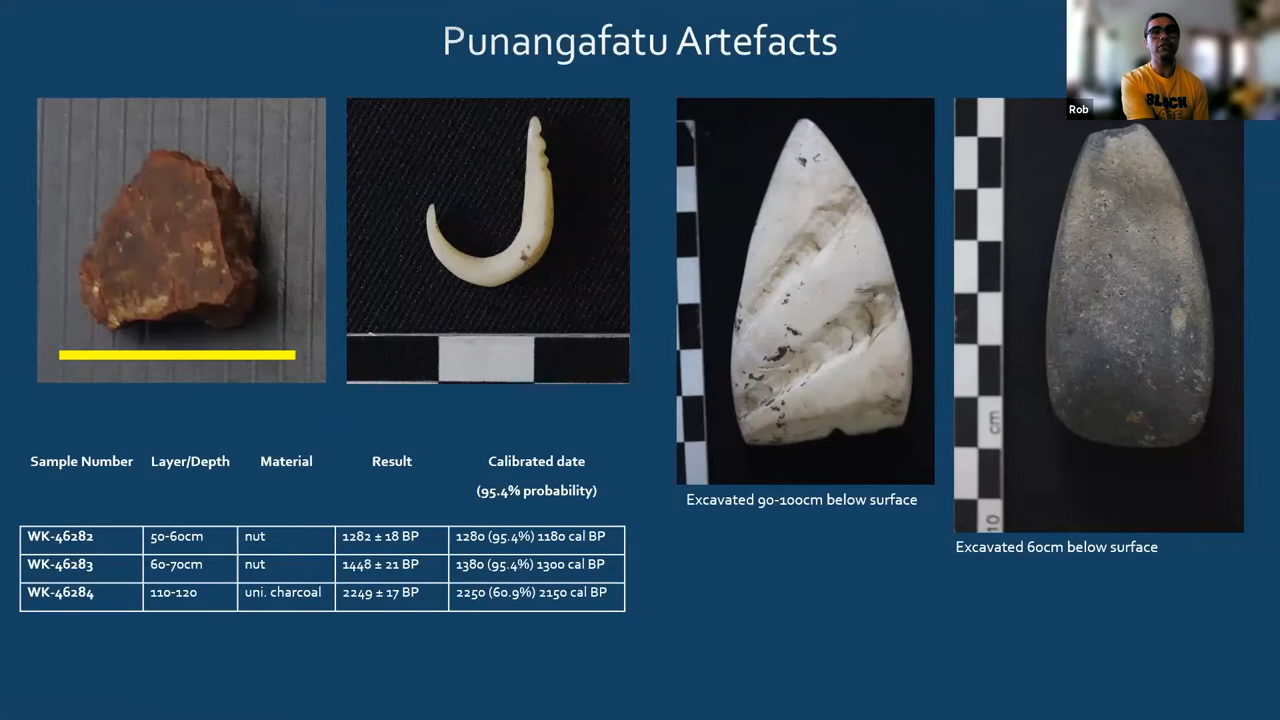 Punangafatu Artefacts
Rob
BLACK
cm
10
Sample Number Layer/Depth Material Result Calibrated date
(95.4% probability)
WK-46282 50-60cm nut 1282 ± 18 BP 1280 (95.4%) 1180 cal BP
WK-46283 60-70cm nut 1448 ± 21 BP 1380 (95.4%) 1300 cal BP
WK-46284 110-120 uni. charcoal 2249 ± 17 BP 2250 (60.9%) 2150 cal BP
Excavated 90-100cm below surface
Excavated 60cm below surface